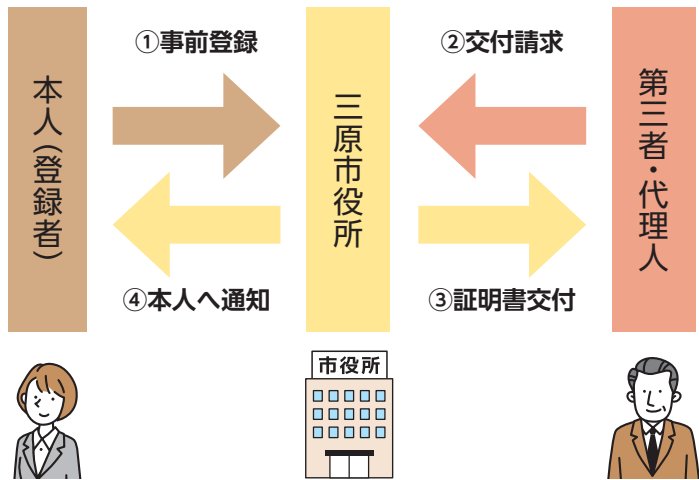 ①事前登録
②交付請求
本人(登録者)
三原市役所
第三者・代理人
④本人へ通知
③証明書交付
市役所